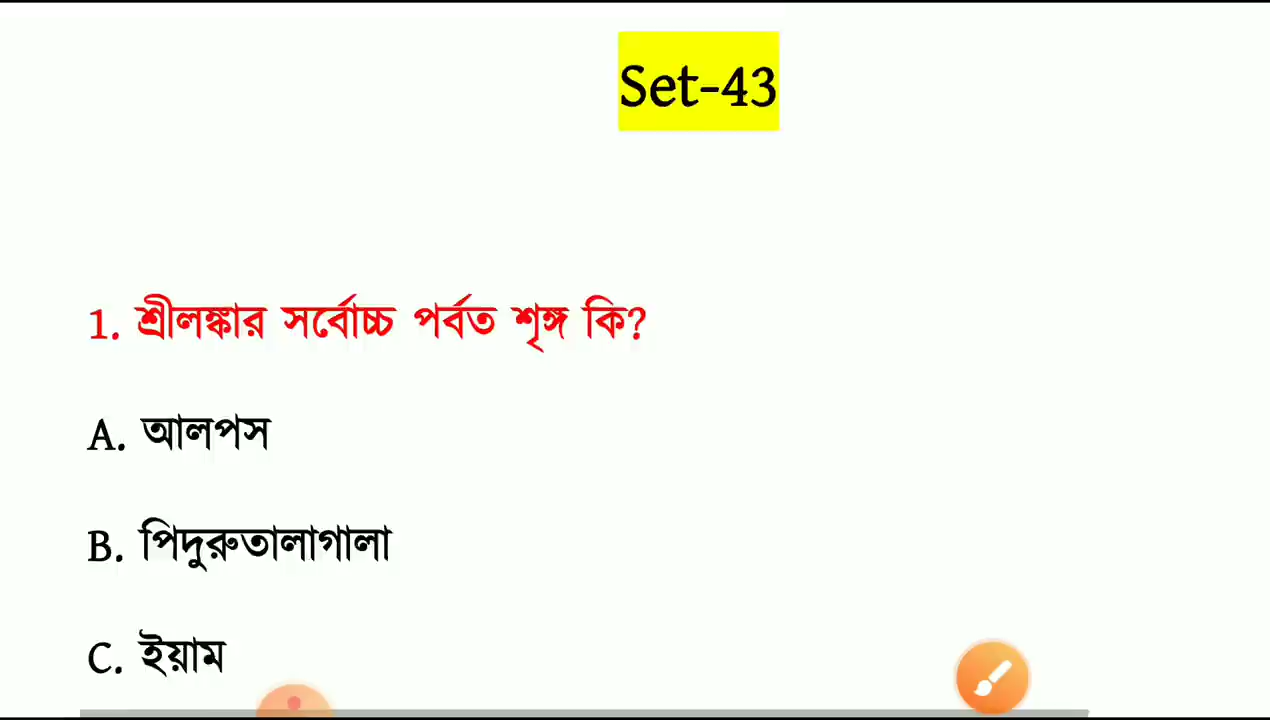 Set-43
1. শ্রীলঙ্কার সর্বোচ্চ পর্বত শৃঙ্গ কি?
A. আলপস
B. পিদুরুতালাগালা
C. ইয়াম